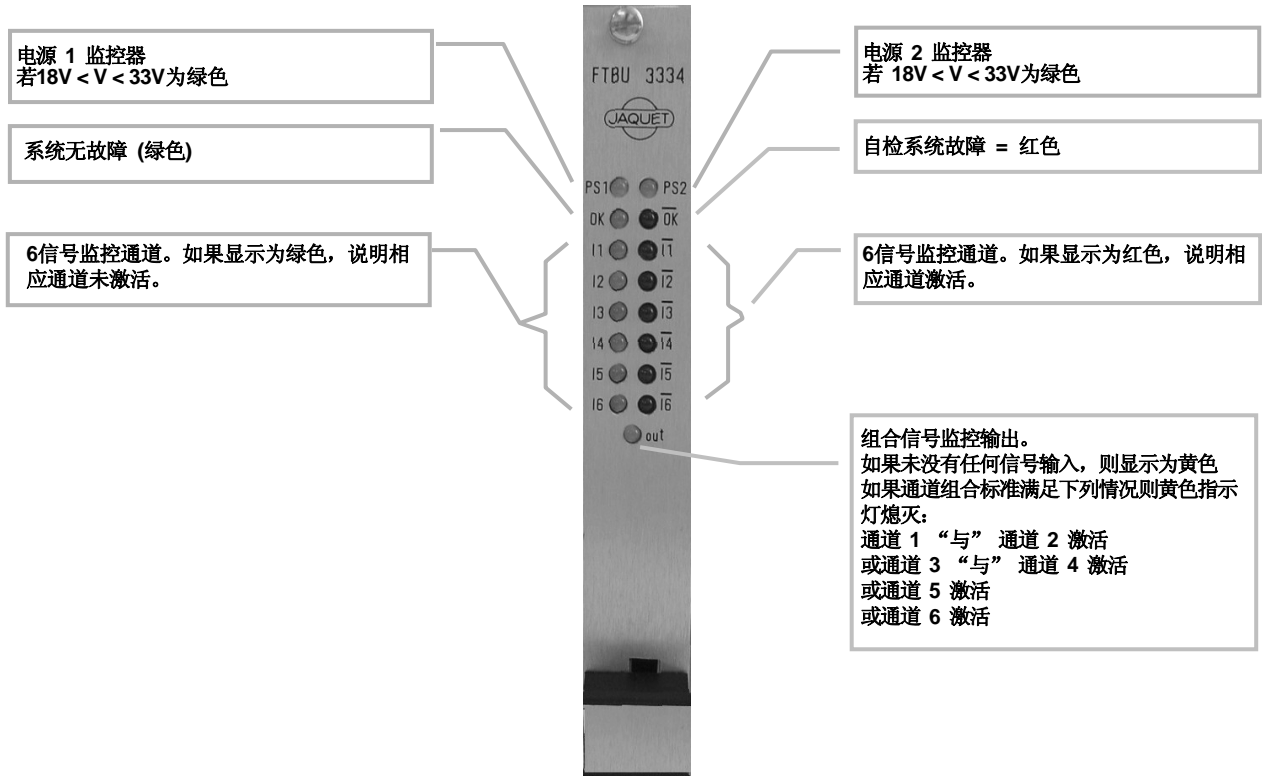 电源 1 监控器
若18V < V < 33V为绿色
系统无故障 (绿色)
6信号监控通道。如果显示为绿色，说明相
应通道未激活。
FTBU 3334
JAQUET
PS1 PS2
OK O̅K̅
I1 I̅1̅
I2 I̅2̅
I3 I̅3̅
I4 I̅4̅
I5 I̅5̅
I6 I̅6̅
out
电源 2 监控器
若 18V < V < 33V为绿色
自检系统故障 = 红色
6信号监控通道。如果显示为红色，说明相
应通道激活。
组合信号监控输出。
如果未没有任何信号输入，则显示为黄色
如果通道组合标准满足下列情况则黄色指示
灯熄灭：
通道 1 “与” 通道 2 激活
或通道 3 “与” 通道 4 激活
或通道 5 激活
或通道 6 激活